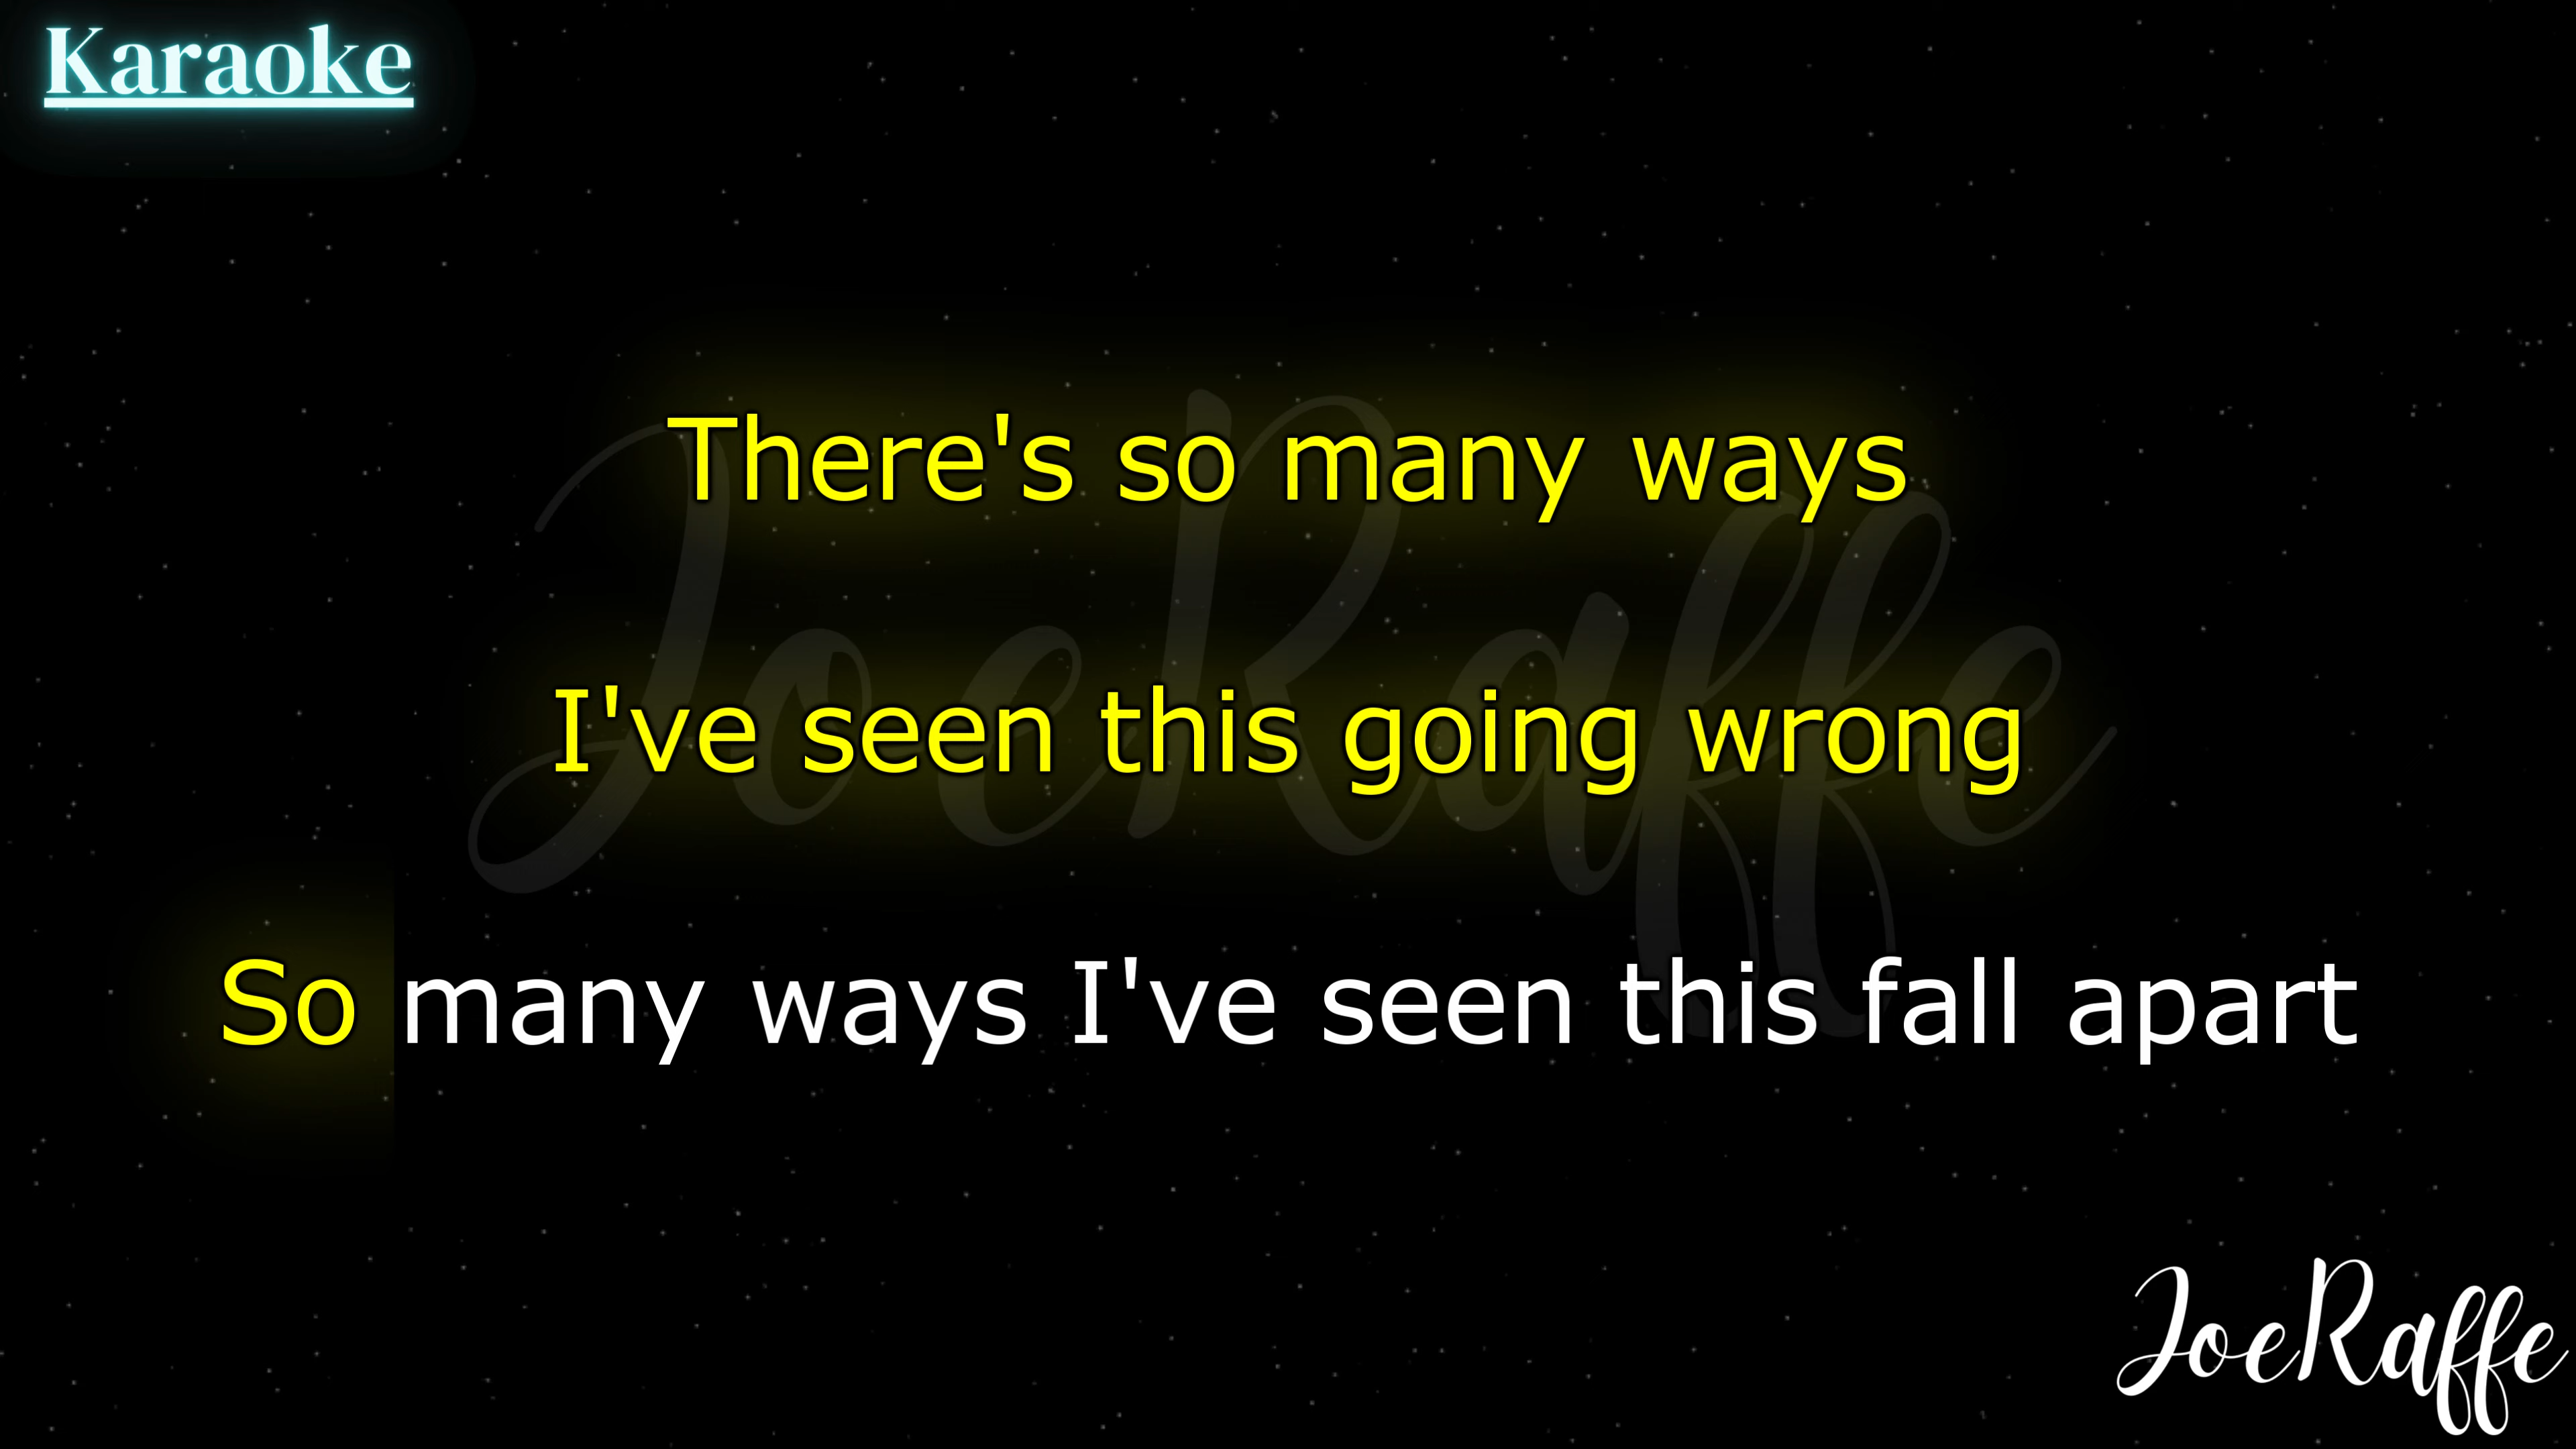 Karaoke
There's so many ways
I've seen this going wrong
So many ways I've seen this fall apart
JoeRaffe
JoeRaffe